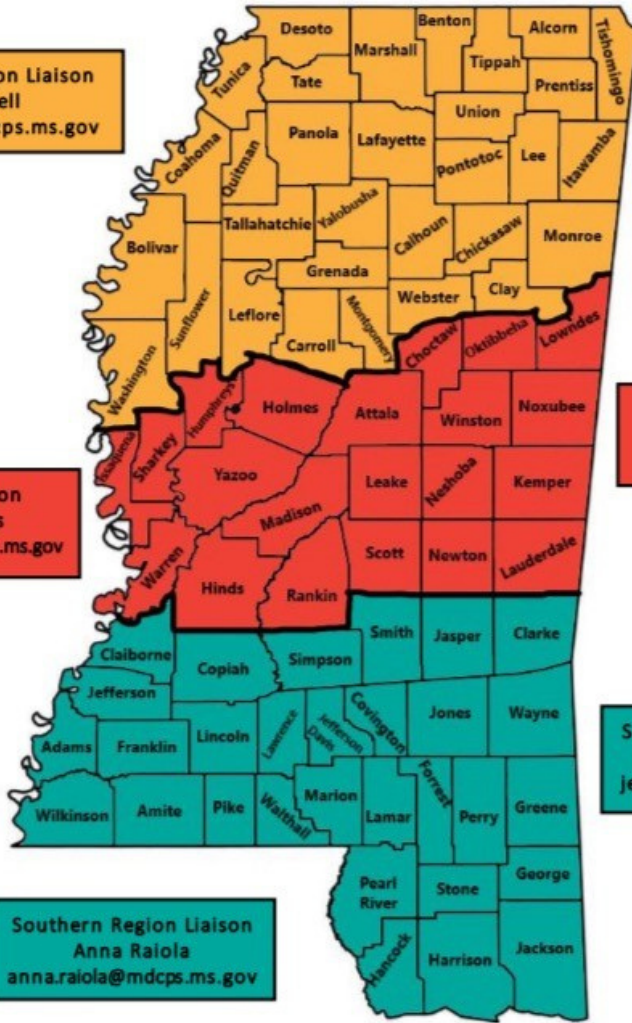 Desoto
Benton
Alcorn
Tishomingo
Marshall
Tippah
Prentiss
Tunica
Tate
on Liaison
ell
cps.ms.gov
Union
Panola
Lafayette
Coahoma
Quitman
Pontotoc
Lee
Itawamba
Yalobusha
Tallahatchie
Calhoun
Chickasaw
Monroe
Bolivar
Grenada
Sunflower
Leflore
Montgomery
Webster
Clay
Carroll
Washington
Choctaw
Oktibbeha
Lowndes
Humphreys
Holmes
Attala
Winston
Noxubee
Issaquena
Sharkey
Yazoo
Leake
Neshoba
Kemper
on
s
.ms.gov
Madison
Warren
Scott
Newton
Lauderdale
Hinds
Rankin
Claiborne
Copiah
Simpson
Smith
Jasper
Clarke
Jefferson
Adams
Franklin
Lincoln
Lawrence
Jefferson
Davis
Covington
Jones
Wayne
S
je
Wilkinson
Amite
Pike
Walthall
Marion
Lamar
Forrest
Perry
Greene
Pearl
River
Stone
George
Hancock
Harrison
Jackson
Southern Region Liaison
Anna Raiola
anna.raiola@mdcps.ms.gov